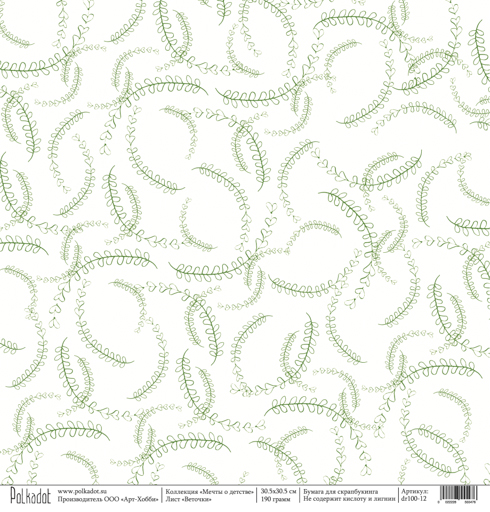 Polkadot
www.polkadot.su
Производитель ООО «Арт-Хобби»
Коллекция «Мечты о детстве»
Лист «Веточки»
30.5х30.5 см
190 грамм
Бумага для скрапбукинга
Не содержит кислоту и лигнин
Артикул:
dr100-12